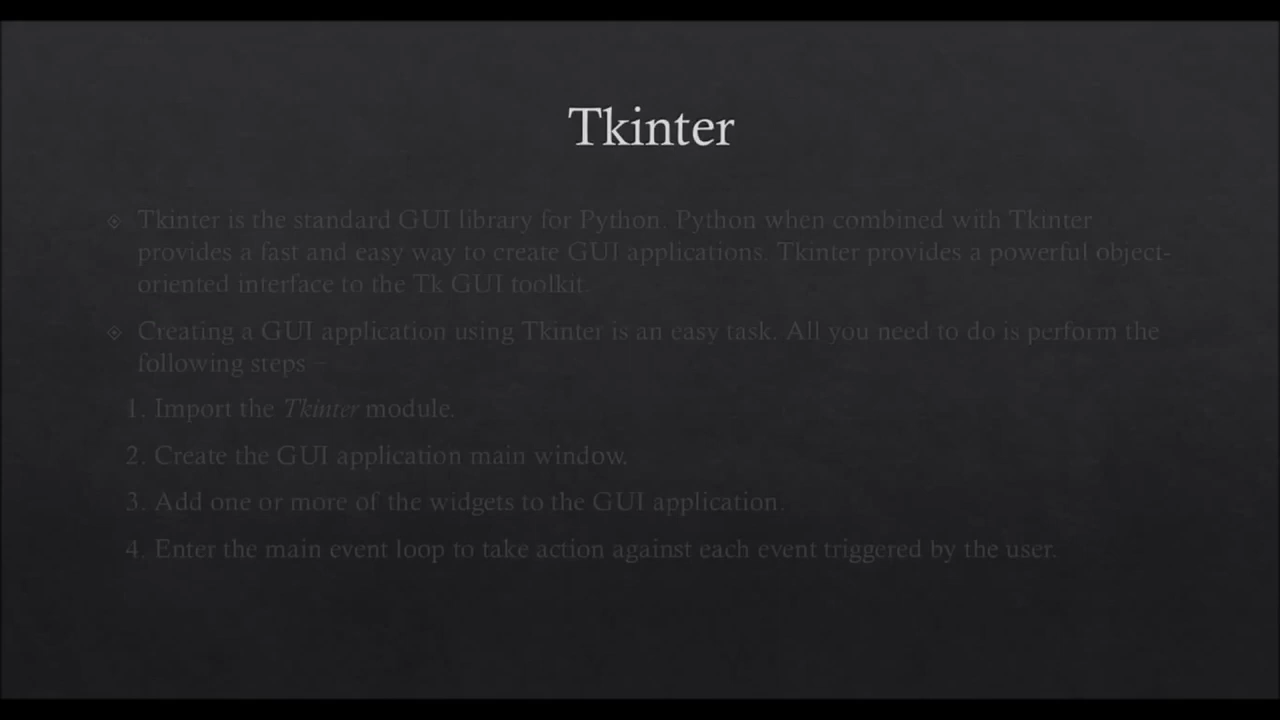 Tkinter
Tkinter is the standard GUI library for Python. Python when combined with Tkinter
provides a fast and easy way to create GUI applications. Tkinter provides a powerful object-
oriented interface to the Tk GUI toolkit.
Creating a GUI application using Tkinter is an easy task. All you need to do is perform the
following steps −
1. Import the Tkinter module.
2. Create the GUI application main window.
3. Add one or more of the widgets to the GUI application.
4. Enter the main event loop to take action against each event triggered by the user.